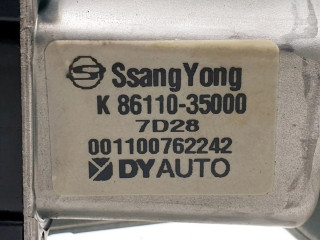 SsangYong
K 86110-35000
7D28
001100762242
DYAUTO